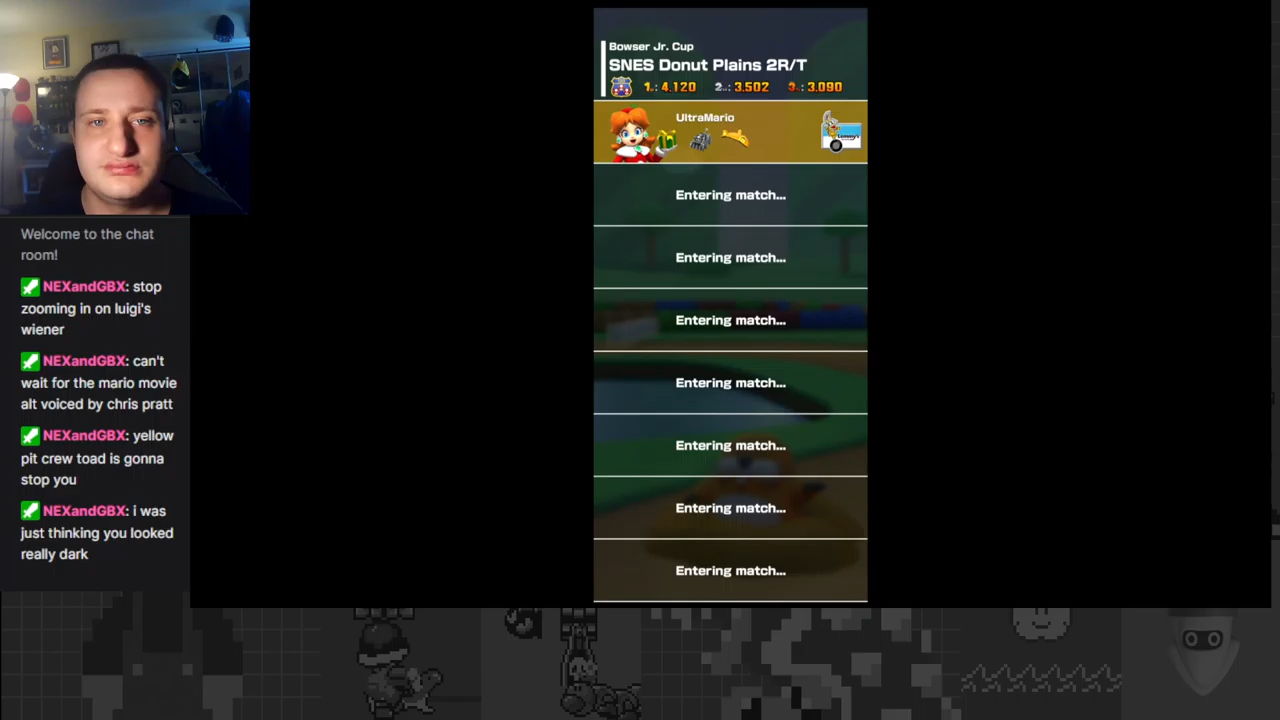 Welcome to the chat
room!
NEXandGBX: stop
zooming in on luigi's
wiener
NEXandGBX: can't
wait for the mario movie
alt voiced by chris pratt
NEXandGBX: yellow
pit crew toad is gonna
stop you
NEXandGBX: i was
just thinking you looked
really dark
Bowser Jr. Cup
SNES Donut Plains 2R/T
1.: 4.120 2..: 3.502 3...: 3.090
UltraMario
Entering match...
Entering match...
Entering match...
Entering match...
Entering match...
Entering match...
Entering match...